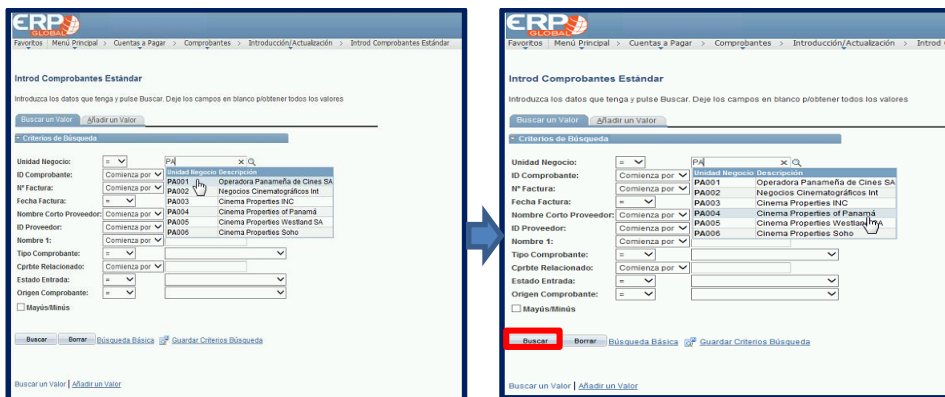 ERP
GLOBAL
Favoritos Menú Principal > Cuentas a Pagar > Comprobantes > Introducción/Actualización > Introd Comprobantes Estándar
Introd Comprobantes Estándar
Introduzca los datos que tenga y pulse Buscar. Deje los campos en blanco p/obtener todos los valores
Buscar un Valor Añadir un Valor
Criterios de Búsqueda
Unidad Negocio: = PA
ID Comprobante: Comienza por Unidad Negocio Descripción
PA001 Operadora Panameña de Cines SA
Nº Factura: Comienza por PA002 Negocios Cinematográficos Int
Fecha Factura: = PA003 Cinema Properties INC
Nombre Corto Proveedor: Comienza por PA004 Cinema Properties of Panamá
ID Proveedor: Comienza por PA005 Cinema Properties Westland SA
Nombre 1: Comienza por PA006 Cinema Properties Soho
Tipo Comprobante: =
Cprbte Relacionado: Comienza por
Estado Entrada: =
Origen Comprobante: =
Mayús/Minús
Buscar Borrar Búsqueda Básica Guardar Criterios Búsqueda
Buscar un Valor | Añadir un Valor
ERP
GLOBAL
Favoritos Menú Principal > Cuentas a Pagar > Comprobantes > Introducción/Actualización > Introd
Introd Comprobantes Estándar
Introduzca los datos que tenga y pulse Buscar. Deje los campos en blanco p/obtener todos los valores
Buscar un Valor Añadir un Valor
Criterios de Búsqueda
Unidad Negocio: = PA
ID Comprobante: Comienza por Unidad Negocio Descripción
PA001 Operadora Panameña de Cines SA
Nº Factura: Comienza por PA002 Negocios Cinematográficos Int
Fecha Factura: = PA003 Cinema Properties INC
Nombre Corto Proveedor: Comienza por PA004 Cinema Properties of Panamá
ID Proveedor: Comienza por PA005 Cinema Properties Westland SA
Nombre 1: Comienza por PA006 Cinema Properties Soho
Tipo Comprobante: =
Cprbte Relacionado: Comienza por
Estado Entrada: =
Origen Comprobante: =
Mayús/Minús
Buscar Borrar Búsqueda Básica Guardar Criterios Búsqueda
Buscar un Valor | Añadir un Valor